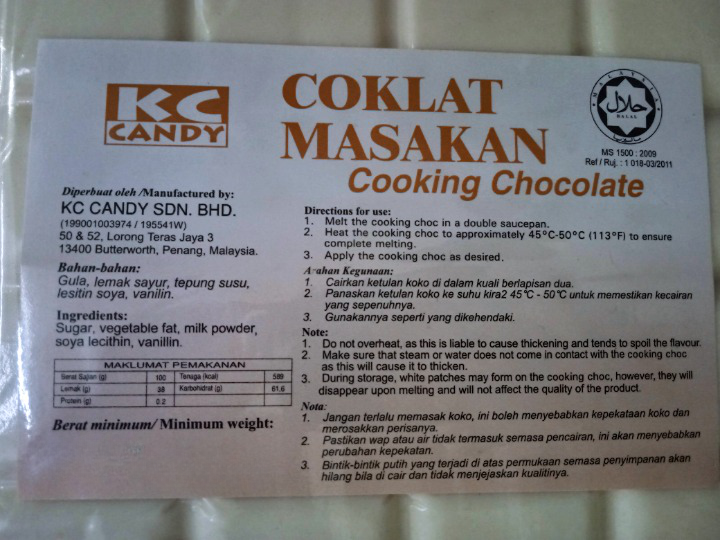 KC
CANDY
COKLAT
MASAKAN
Cooking Chocolate
MALAYSIA
حلال
HALAL
ماليزيا
MS 1500 : 2009
Ref / Ruj. : 1 018-03/2011
Diperbuat oleh /Manufactured by:
KC CANDY SDN. BHD.
(199001003974 / 195541W)
50 & 52, Lorong Teras Jaya 3
13400 Butterworth, Penang, Malaysia.
Bahan-bahan:
Gula, lemak sayur, tepung susu,
lesitin soya, vanilin.
Ingredients:
Sugar, vegetable fat, milk powder,
soya lecithin, vanillin.
MAKLUMAT PEMAKANAN
Serat Sajian (g) 100 Tenaga (kcal) 589
Lemak (g) 38 Karbohidrat (g) 61.6
Protein (g) 0.2
Berat minimum/ Minimum weight:
Directions for use:
1. Melt the cooking choc in a double saucepan.
2. Heat the cooking choc to approximately 45°C-50°C (113°F) to ensure
complete melting.
3. Apply the cooking choc as desired.
Arahan Kegunaan:
1. Cairkan ketulan koko di dalam kuali berlapisan dua.
2. Panaskan ketulan koko ke suhu kira2 45°C - 50°C untuk memestikan kecairan
yang sepenuhnya.
3. Gunakannya seperti yang dikehendaki.
Note:
1. Do not overheat, as this is liable to cause thickening and tends to spoil the flavour.
2. Make sure that steam or water does not come in contact with the cooking choc
as this will cause it to thicken.
3. During storage, white patches may form on the cooking choc, however, they will
disappear upon melting and will not affect the quality of the product.
Nota:
1. Jangan terlalu memasak koko, ini boleh menyebabkan kepekataan koko dan
merosakkan perisanya.
2. Pastikan wap atau air tidak termasuk semasa pencairan, ini akan menyebabkan
perubahan kepekatan.
3. Bintik-bintik putih yang terjadi di atas permukaan semasa penyimpanan akan
hilang bila di cair dan tidak menjejaskan kualitinya.